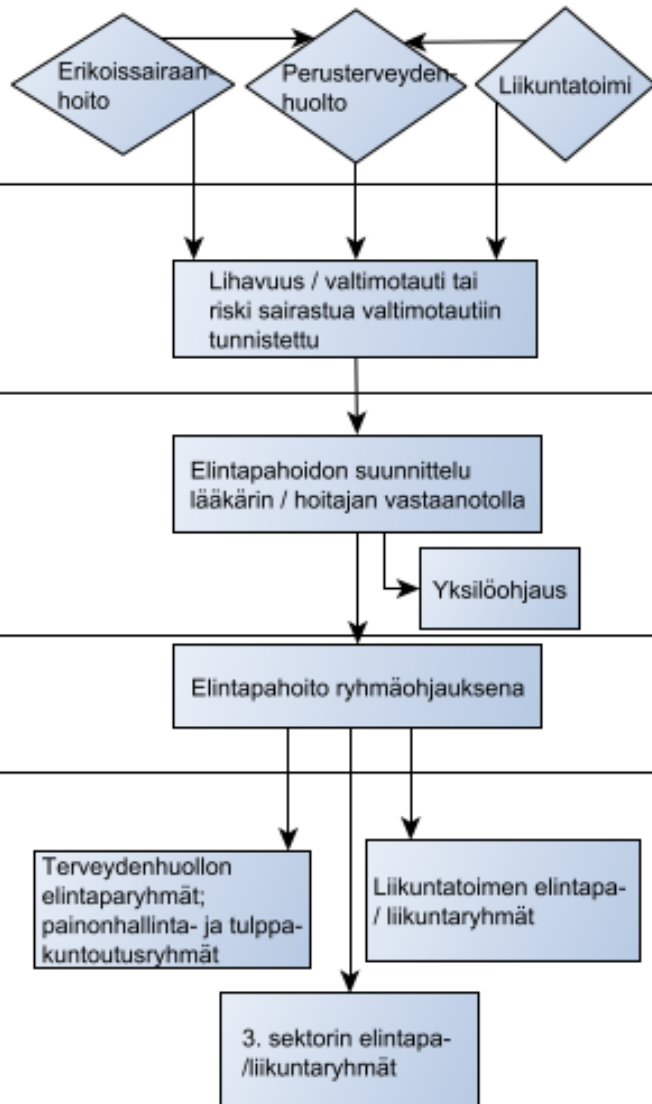 Erikoissairaan-
hoito
Perusterveyden-
huolto
Liikuntatoimi
Lihavuus / valtimotauti tai
riski sairastua valtimotautiin
tunnistettu
Elintapahoidon suunnittelu
lääkärin / hoitajan vastaanotolla
Yksilöohjaus
Elintapahoito ryhmäohjauksena
Terveydenhuollon
elintaparyhmät;
painonhallinta- ja tulppa-
kuntoutusryhmät
Liikuntatoimen elintapa-
/ liikuntaryhmät
3. sektorin elintapa-
/liikuntaryhmät